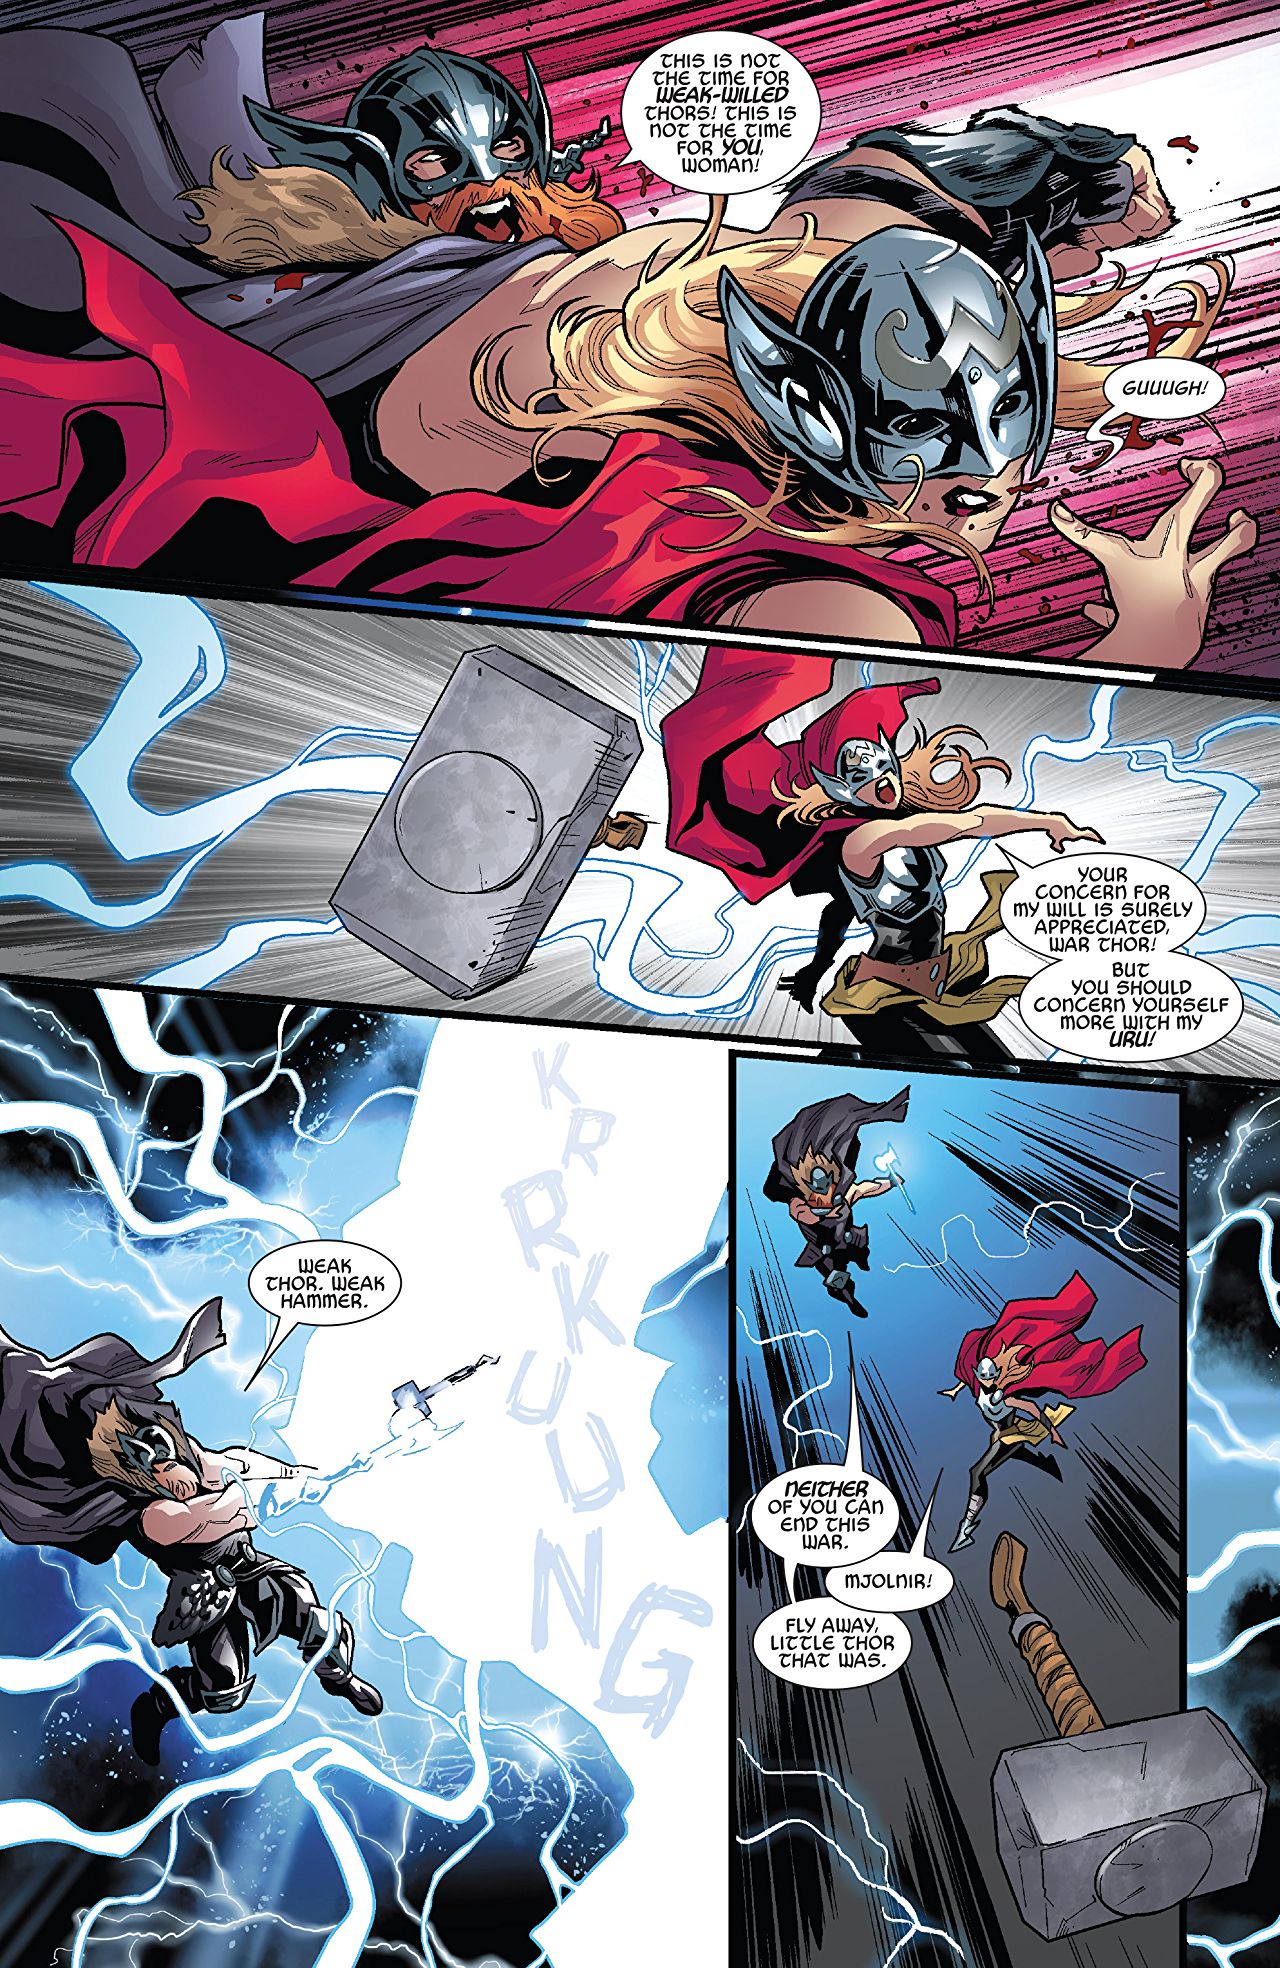 THIS IS NOT
THE TIME FOR
WEAK-WILLED
THORS! THIS IS
NOT THE TIME
FOR YOU,
WOMAN!
GUUUGH!
YOUR
CONCERN FOR
MY WILL IS SURELY
APPRECIATED,
WAR THOR!
BUT
YOU SHOULD
CONCERN YOURSELF
MORE WITH MY
URU!
WEAK
THOR. WEAK
HAMMER.
KRRKUUNG
NEITHER
OF YOU CAN
END THIS
WAR.
MJOLNIR!
FLY AWAY,
LITTLE THOR
THAT WAS.